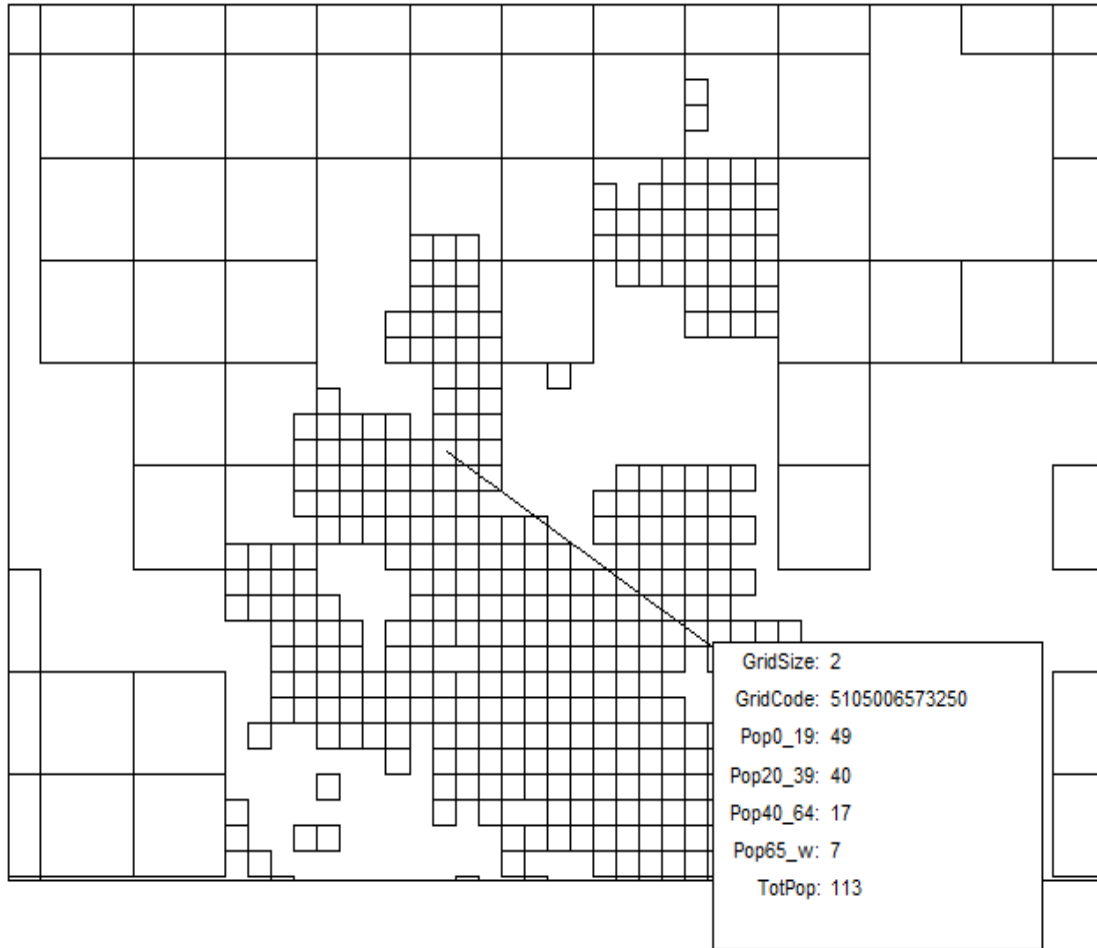 GridSize: 2
GridCode: 5105006573250
Pop0_19: 49
Pop20_39: 40
Pop40_64: 17
Pop65_w: 7
TotPop: 113